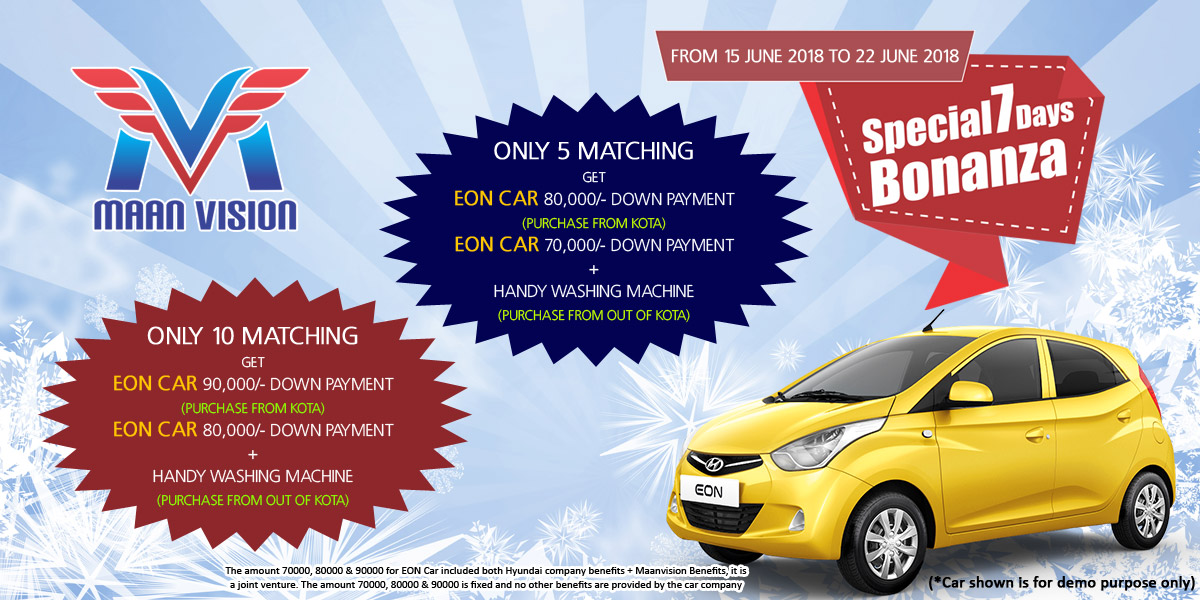 MAAN VISION
FROM 15 JUNE 2018 TO 22 JUNE 2018
Special 7 Days
Bonanza
ONLY 5 MATCHING
GET
EON CAR 80,000/- DOWN PAYMENT
(PURCHASE FROM KOTA)
EON CAR 70,000/- DOWN PAYMENT
+
HANDY WASHING MACHINE
(PURCHASE FROM OUT OF KOTA)
ONLY 10 MATCHING
GET
EON CAR 90,000/- DOWN PAYMENT
(PURCHASE FROM KOTA)
EON CAR 80,000/- DOWN PAYMENT
+
HANDY WASHING MACHINE
(PURCHASE FROM OUT OF KOTA)
EON
The amount 70000, 80000 & 90000 for EON Car included both Hyundai company benefits + Maanvision Benefits, it is
a joint venture. The amount 70000, 80000 & 90000 is fixed and no other benefits are provided by the car company
(*Car shown is for demo purpose only)